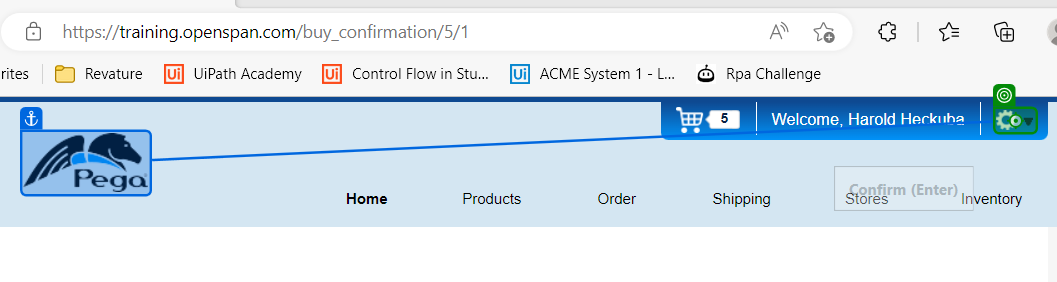 https://training.openspan.com/buy_confirmation/5/1
rites Revature UiPath Academy Control Flow in Stu... ACME System 1 - L... Rpa Challenge
5 Welcome, Harold Heckuba
Pega
Confirm (Enter)
Home Products Order Shipping Stores Inventory